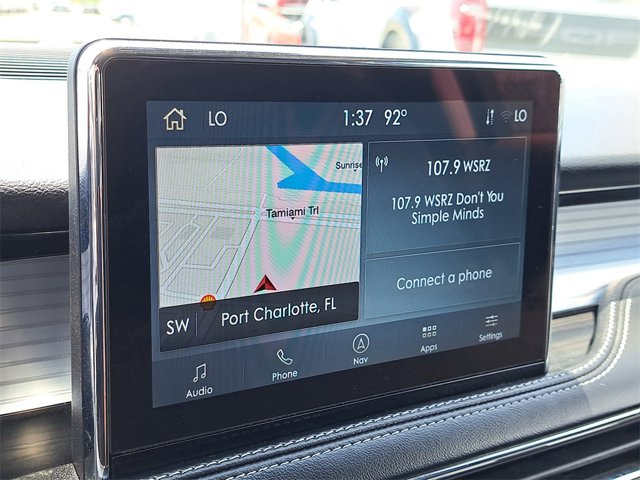 LO 1:37 92° LO
Sunrise
Tamiami Trl
SW Port Charlotte, FL
107.9 WSRZ
107.9 WSRZ Don't You
Simple Minds
Connect a phone
Audio Phone Nav Apps Settings